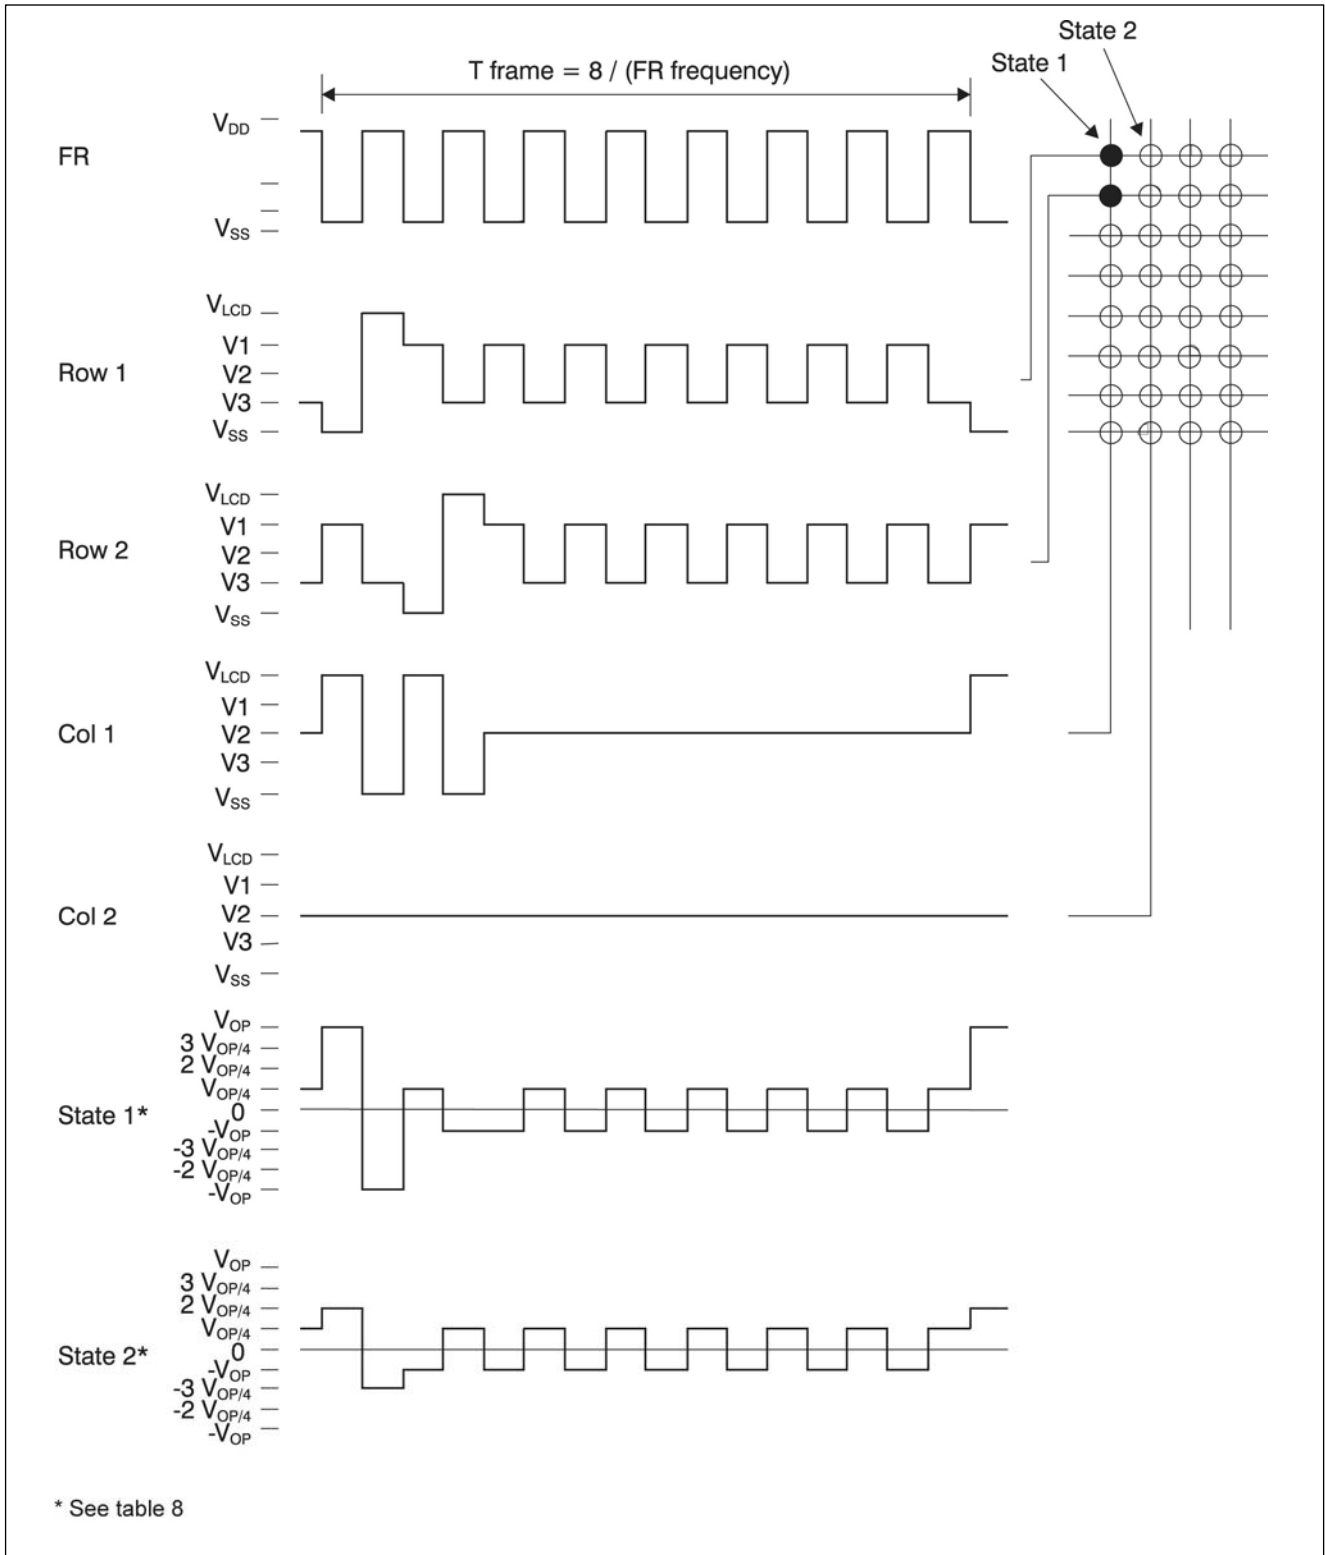 State 2
State 1
T frame = 8 / (FR frequency)
FR
VDD
VSS
Row 1
VLCD
V1
V2
V3
VSS
Row 2
VLCD
V1
V2
V3
VSS
Col 1
VLCD
V1
V2
V3
VSS
Col 2
VLCD
V1
V2
V3
VSS
State 1*
VOP
3 VOP/4
2 VOP/4
VOP/4
0
-VOP
-3 VOP/4
-2 VOP/4
-VOP
State 2*
VOP
3 VOP/4
2 VOP/4
VOP/4
0
-VOP
-3 VOP/4
-2 VOP/4
-VOP
* See table 8